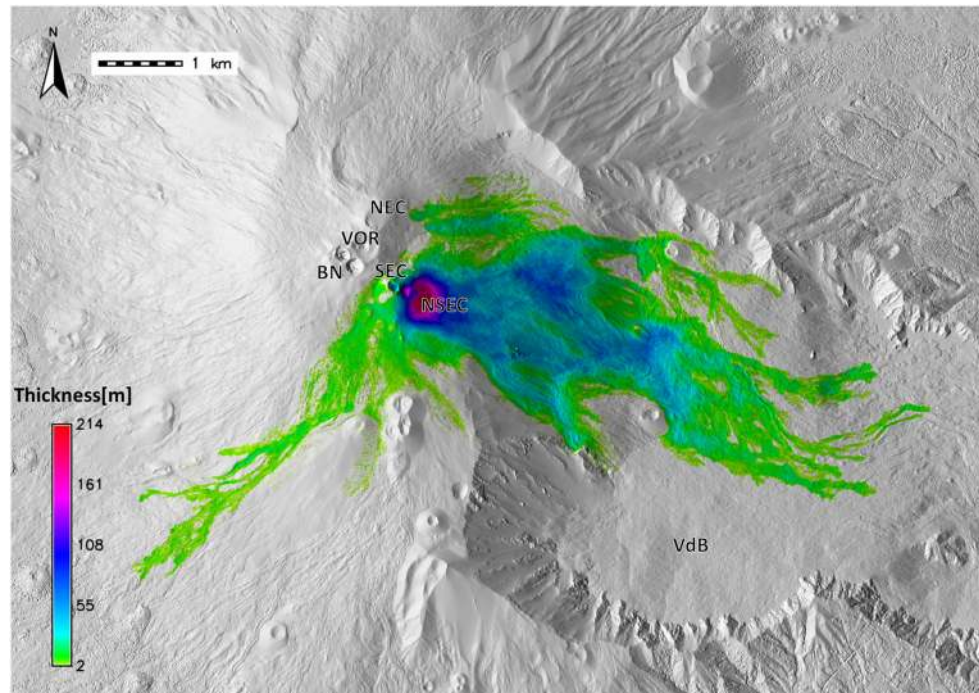 N
1 km
NEC
VOR
BN
SEC
NSEC
Thickness[m]
214
161
108
55
2
VdB